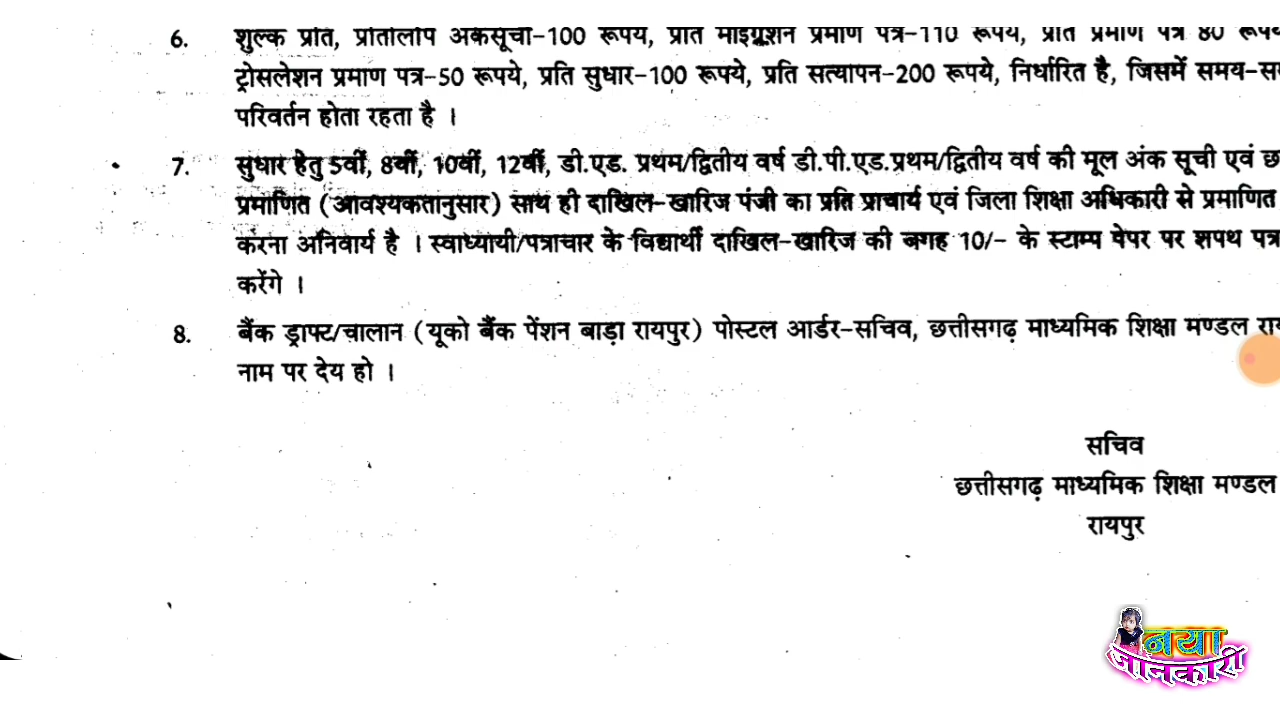 6. शुल्क प्रति, प्रतिलिपि अंकसूची-100 रूपये, प्रति माइग्रेशन प्रमाण पत्र-110 रूपये, प्रति प्रमाण पत्र 80
ट्रांसलेशन प्रमाण पत्र-50 रूपये, प्रति सुधार-100 रूपये, प्रति सत्यापन-200 रूपये, निर्धारित है, जिसमें
परिवर्तन होता रहता है ।
7. सुधार हेतु 5वीं, 8वीं, 10वीं, 12वीं, डी.एड. प्रथम/द्वितीय वर्ष डी.पी.एड.प्रथम/द्वितीय वर्ष की मूल अंक सूची एवं
प्रमाणित (आवश्यकतानुसार) साथ ही दाखिल-खारिज पंजी का प्रति प्राचार्य एवं जिला शिक्षा अधिकारी से प्रमाणित
करना अनिवार्य है । स्वाध्यायी/पत्राचार के विद्यार्थी दाखिल-खारिज की जगह 10/- के स्टाम्प पेपर पर शपथ पत्र
करेंगे ।
8. बैंक ड्राफ्ट/चालान (यूको बैंक पेंशन बाड़ा रायपुर) पोस्टल आर्डर-सचिव, छत्तीसगढ़ माध्यमिक शिक्षा मण्डल
नाम पर देय हो ।
सचिव
छत्तीसगढ़ माध्यमिक शिक्षा मण्डल
रायपुर
नया
जानकारी